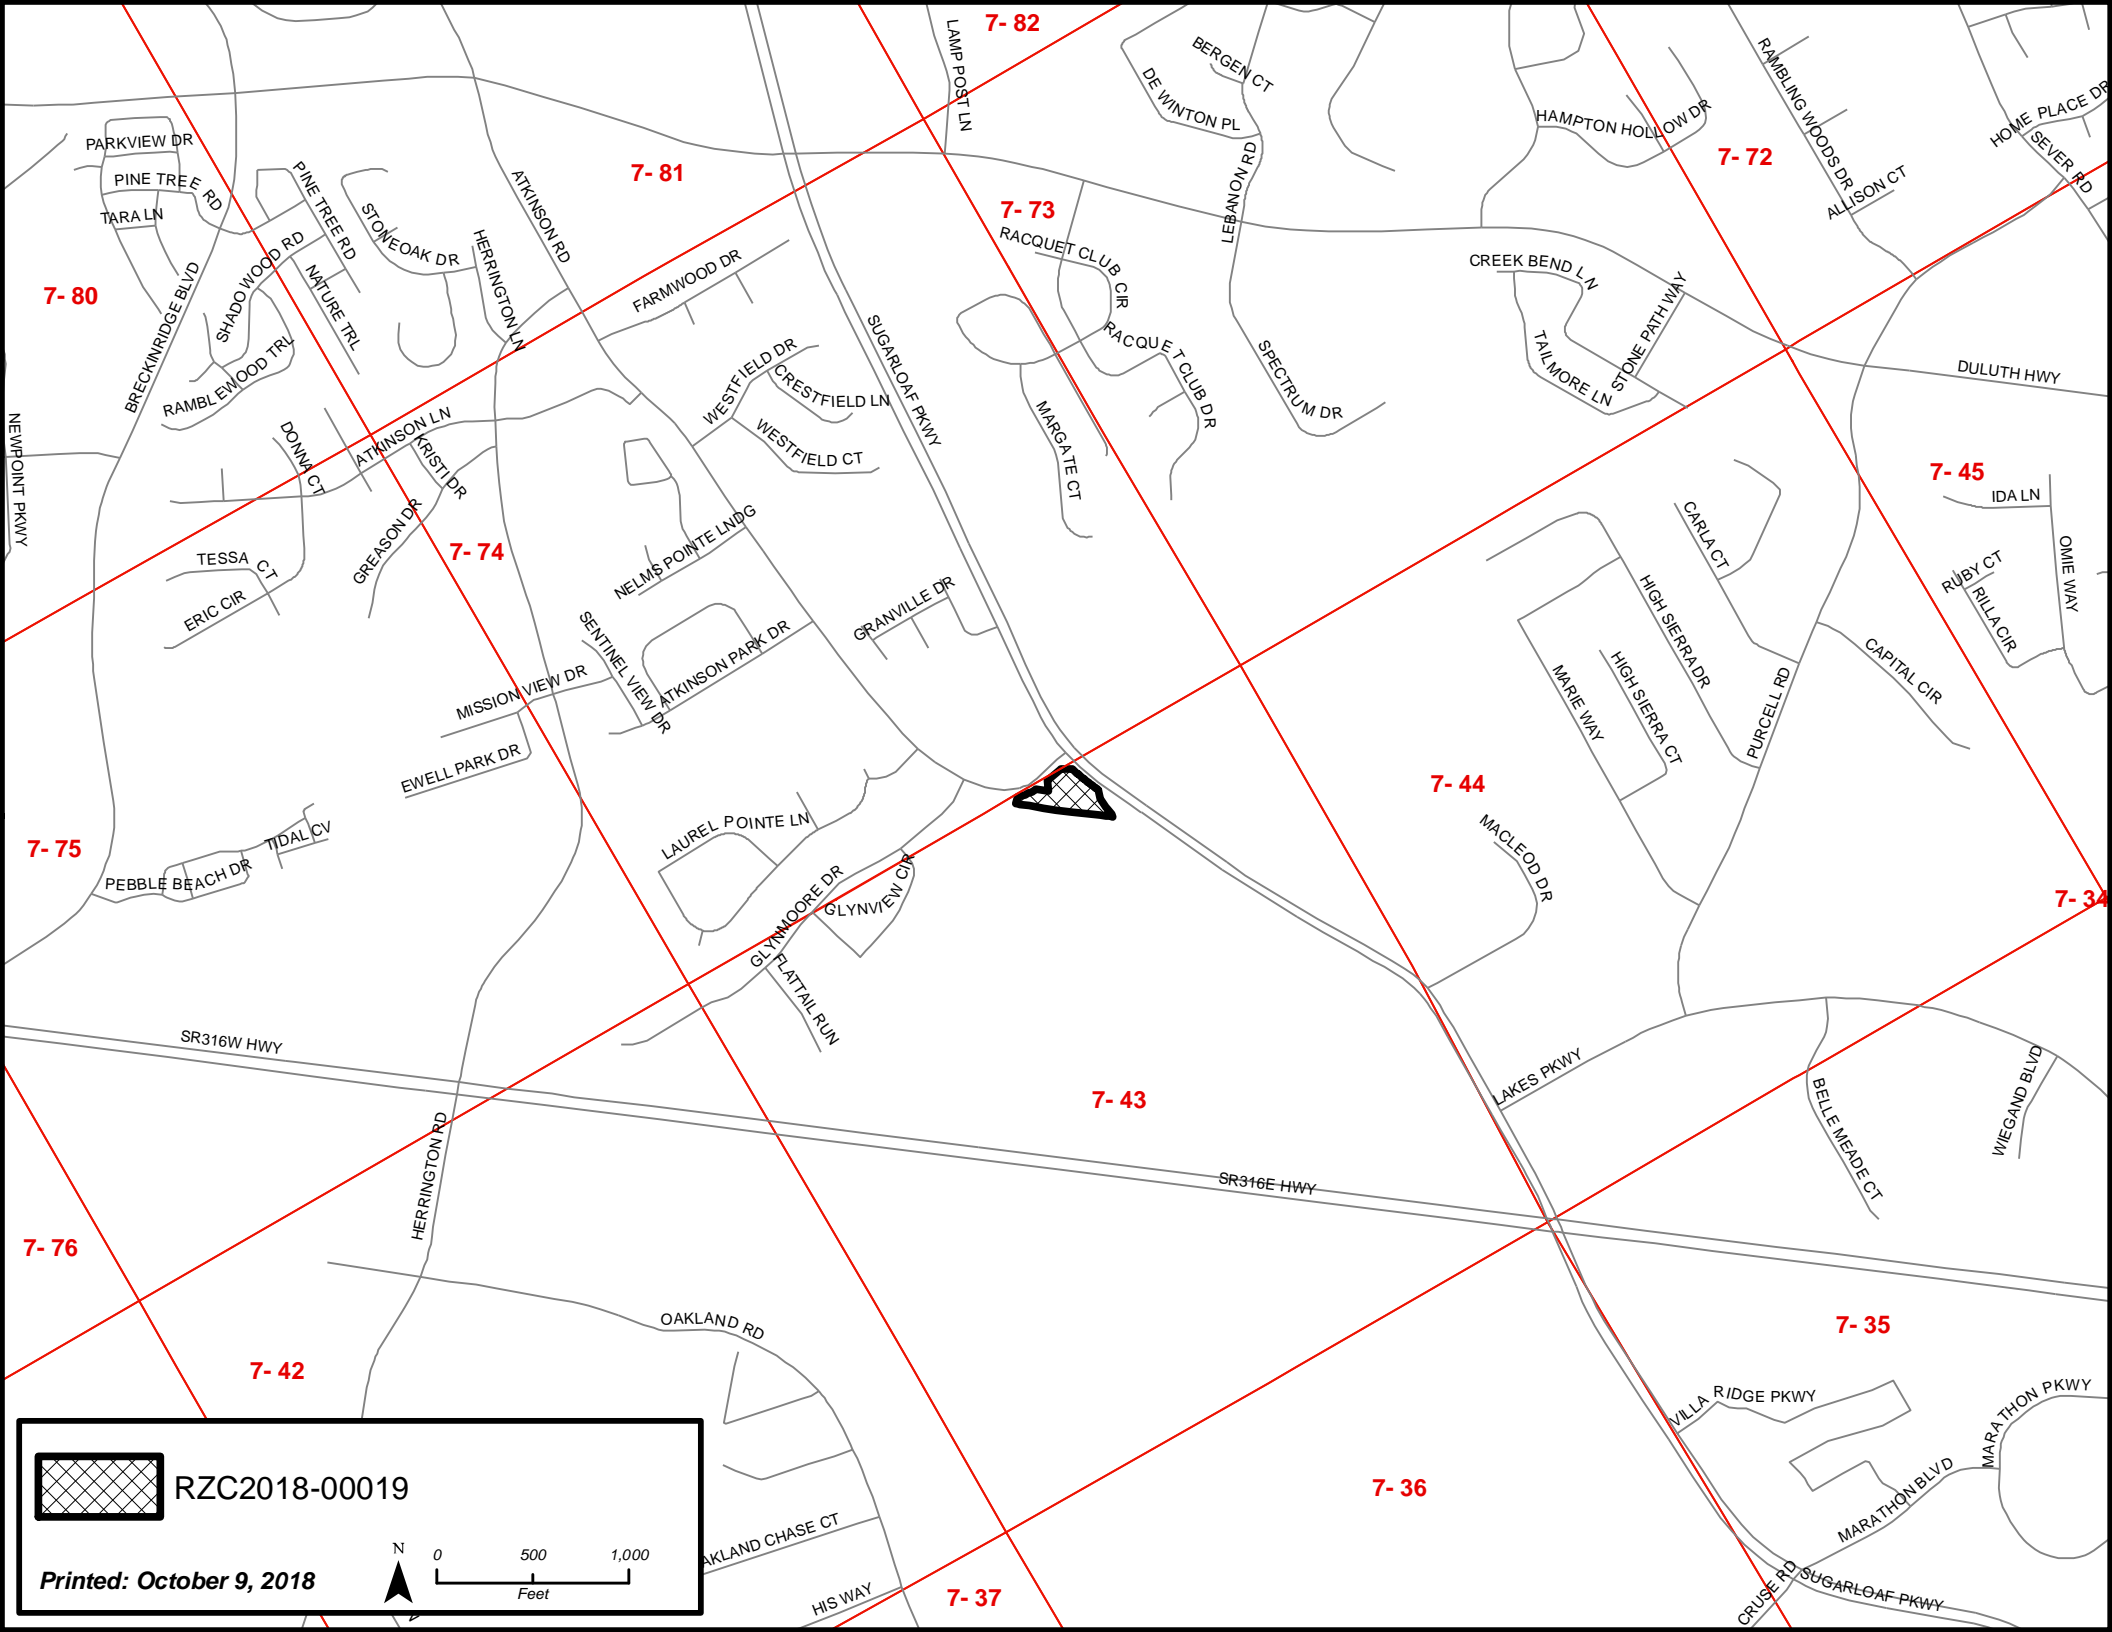 7- 82
LAMP POST LN
BERGEN CT
DE WINTON PL
HAMPTON HOLLOW DR
RAMBLING WOODS DR
HOME PLACE DR
SEVER RD
7- 72
ALLISON CT
PARKVIEW DR
PINE TREE RD
TARA LN
PINE TREE RD
STONEOAK DR
ATKINSON RD
7- 81
7- 73
LEBANON RD
RACQUET CLUB CIR
HERRINGTON LN
SHADOWOOD RD
NATURE TRL
FARMWOOD DR
CREEK BEND LN
STONE PATH WAY
7- 80
BRECKINRIDGE BLVD
RAMBLEWOOD TRL
SUGARLOAF PKWY
RACQUET CLUB DR
SPECTRUM DR
TAILMORE LN
DULUTH HWY
WESTFIELD DR
CRESTFIELD LN
WESTFIELD CT
MARGATE CT
NEWPOINT PKWY
DONNA CT
ATKINSON LN
KRISTI DR
GREASON DR
7- 74
7- 45
IDA LN
OMIE WAY
RUBY CT
RILLA CIR
CARLA CT
NELMS POINTE LNDG
TESSA CT
ERIC CIR
GRANVILLE DR
SENTINEL VIEW DR
ATKINSON PARK DR
MISSION VIEW DR
EWELL PARK DR
HIGH SIERRA DR
HIGH SIERRA CT
MARIE WAY
PURCELL RD
CAPITAL CIR
7- 44
MACLEOD DR
7- 75
TIDAL CV
PEBBLE BEACH DR
LAUREL POINTE LN
GLYNMOORE DR
GLYNVIEW CIR
FLATTAIL RUN
7- 34
SR316W HWY
7- 43
LAKES PKWY
BELLE MEADE CT
WIEGAND BLVD
HERRINGTON RD
SR316E HWY
7- 76
7- 35
OAKLAND RD
7- 42
VILLA RIDGE PKWY
MARATHON PKWY
MARATHON BLVD
7- 36
RZC2018-00019
AKLAND CHASE CT
N
0 500 1,000
Feet
Printed: October 9, 2018
HIS WAY
7- 37
CRUSE RD
SUGARLOAF PKWY